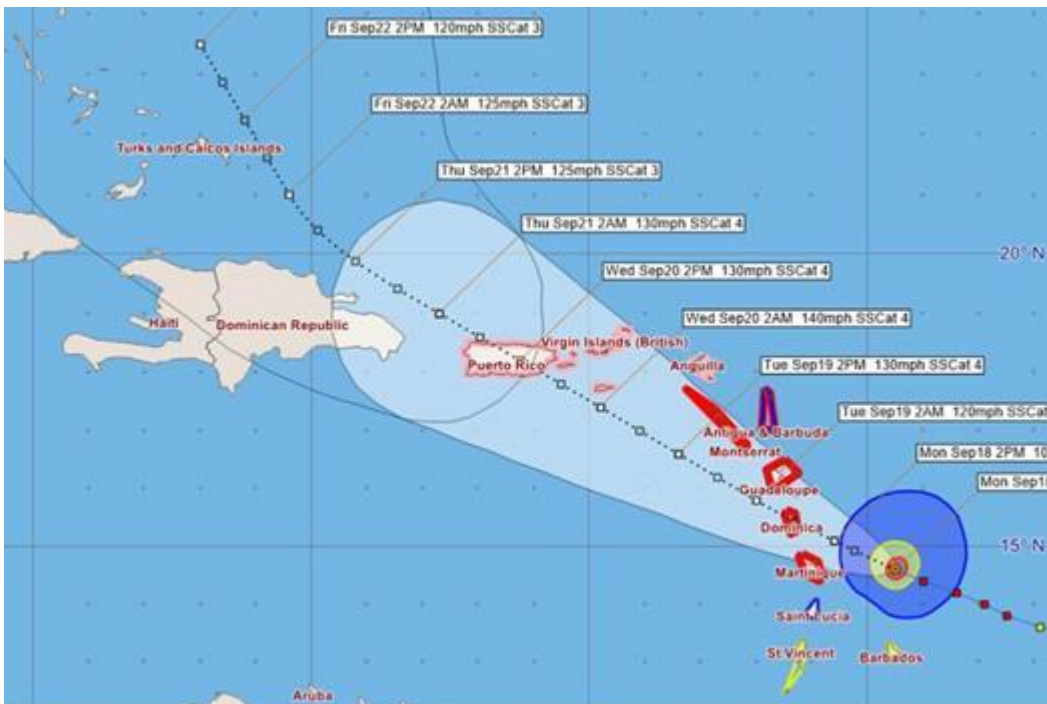 Fri Sep22 2PM 120mph SSCat 3
Fri Sep22 2AM 125mph SSCat 3
Turks and Caicos Islands
Thu Sep21 2PM 125mph SSCat 3
Thu Sep21 2AM 130mph SSCat 4
20° N
Wed Sep20 2PM 130mph SSCat 4
Wed Sep20 2AM 140mph SSCat 4
Haiti
Dominican Republic
Virgin Islands (British)
Puerto Rico
Anguilla
Tue Sep19 2PM 130mph SSCat 4
Tue Sep19 2AM 120mph SSCat
Antigua & Barbuda
Montserrat
Mon Sep18 2PM 10
Guadeloupe
Mon Sep1
Dominica
15° N
Martinique
Saint Lucia
St Vincent
Barbados
Aruba